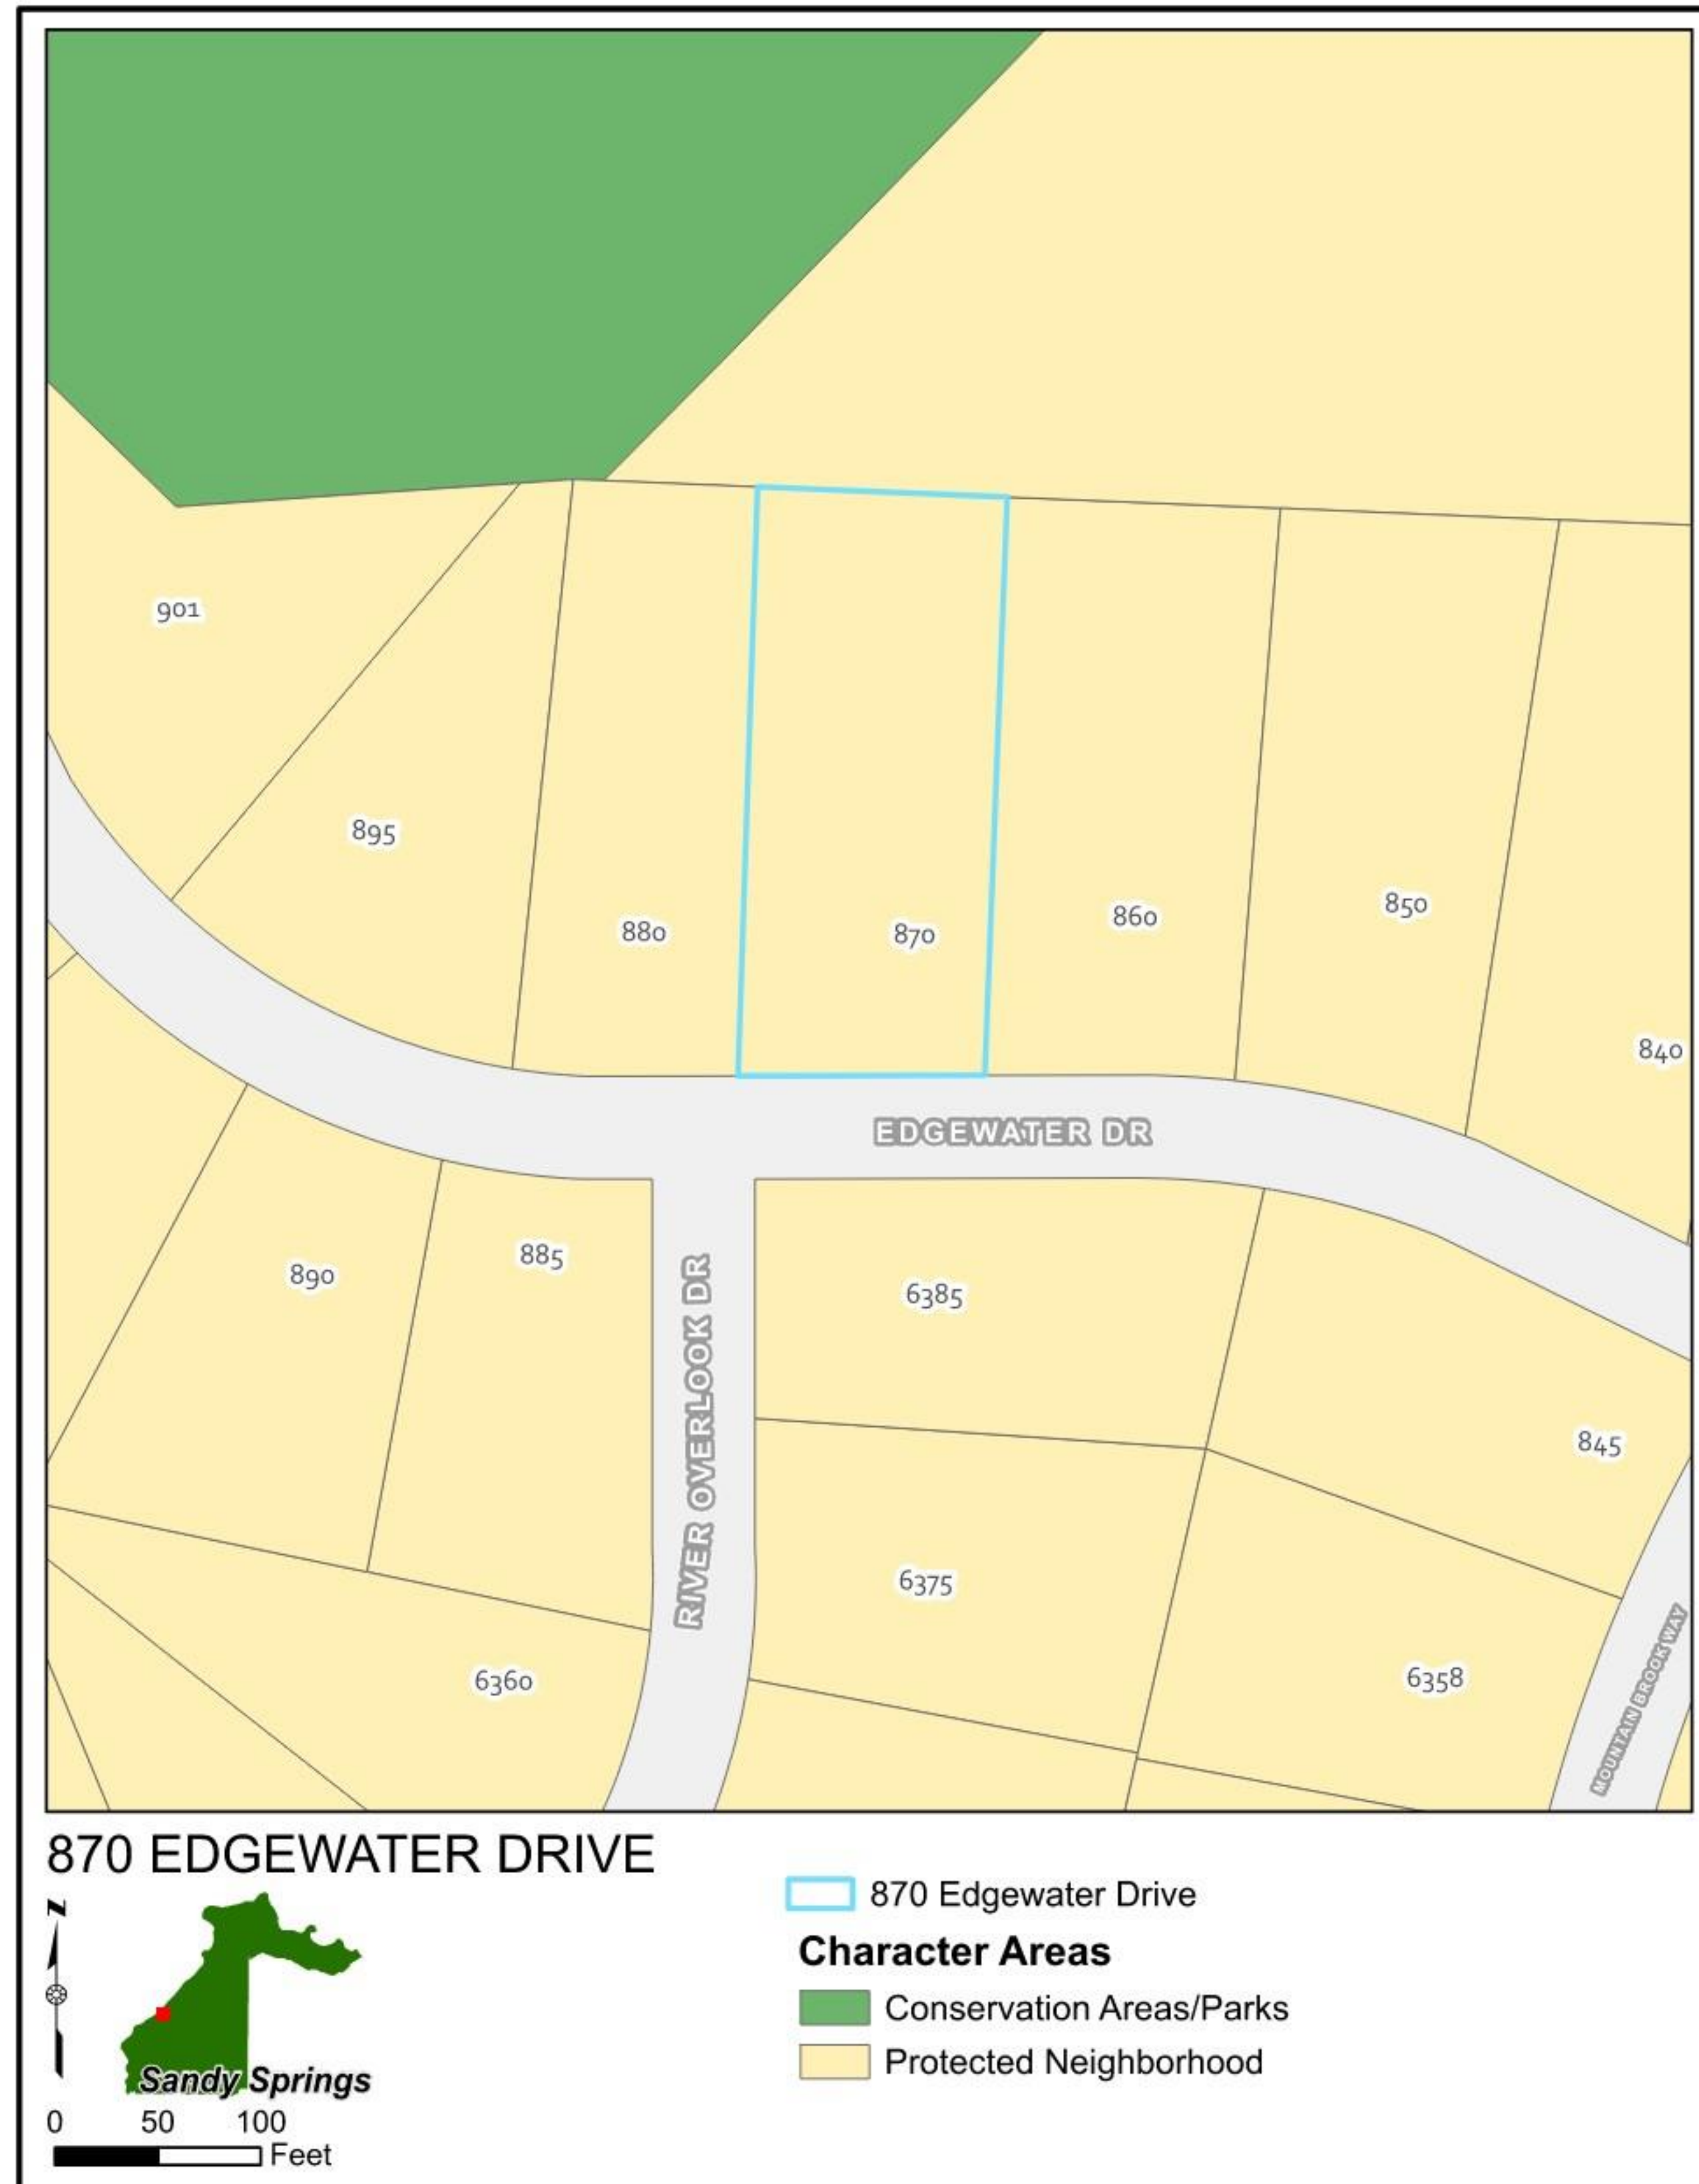 901
895
880
870
860
850
840
EDGEWATER DR
890
885
6385
RIVER OVERLOOK DR
845
6375
6360
6358
MOUNTAIN BROOK WAY
870 EDGEWATER DRIVE
N
Sandy Springs
0 50 100
Feet
870 Edgewater Drive
Character Areas
Conservation Areas/Parks
Protected Neighborhood